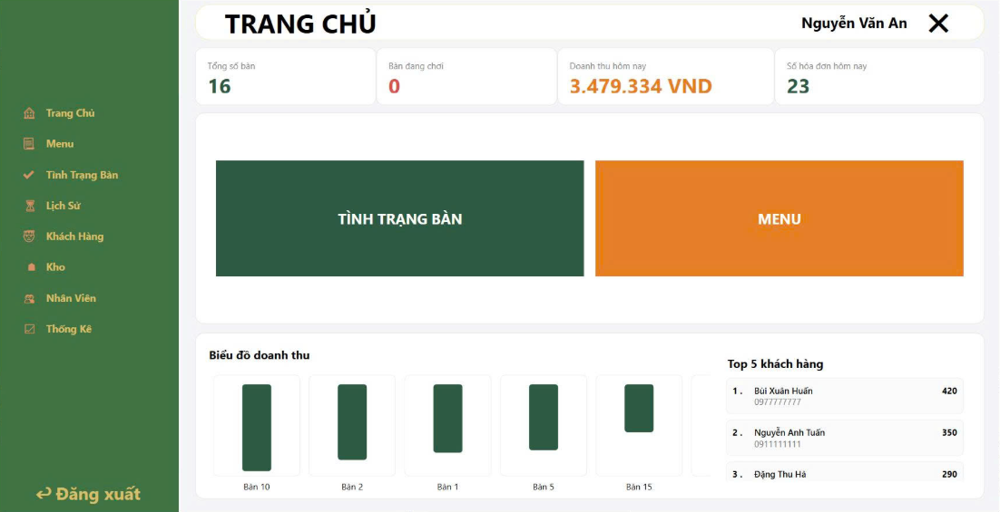 TRANG CHỦ
Nguyễn Văn An
Tổng số bàn
16
Bàn đang chơi
0
Doanh thu hôm nay
3.479.334 VND
Số hóa đơn hôm nay
23
Trang Chủ
Menu
Tình Trạng Bàn
Lịch Sử
Khách Hàng
Kho
Nhân Viên
Thống Kê
Đăng xuất
TÌNH TRẠNG BÀN
MENU
Biểu đồ doanh thu
Bàn 10
Bàn 2
Bàn 1
Bàn 5
Bàn 15
Top 5 khách hàng
1 . Bùi Xuân Huấn 420
0977777777
2 . Nguyễn Anh Tuấn 350
0911111111
3 . Đặng Thu Hà 290